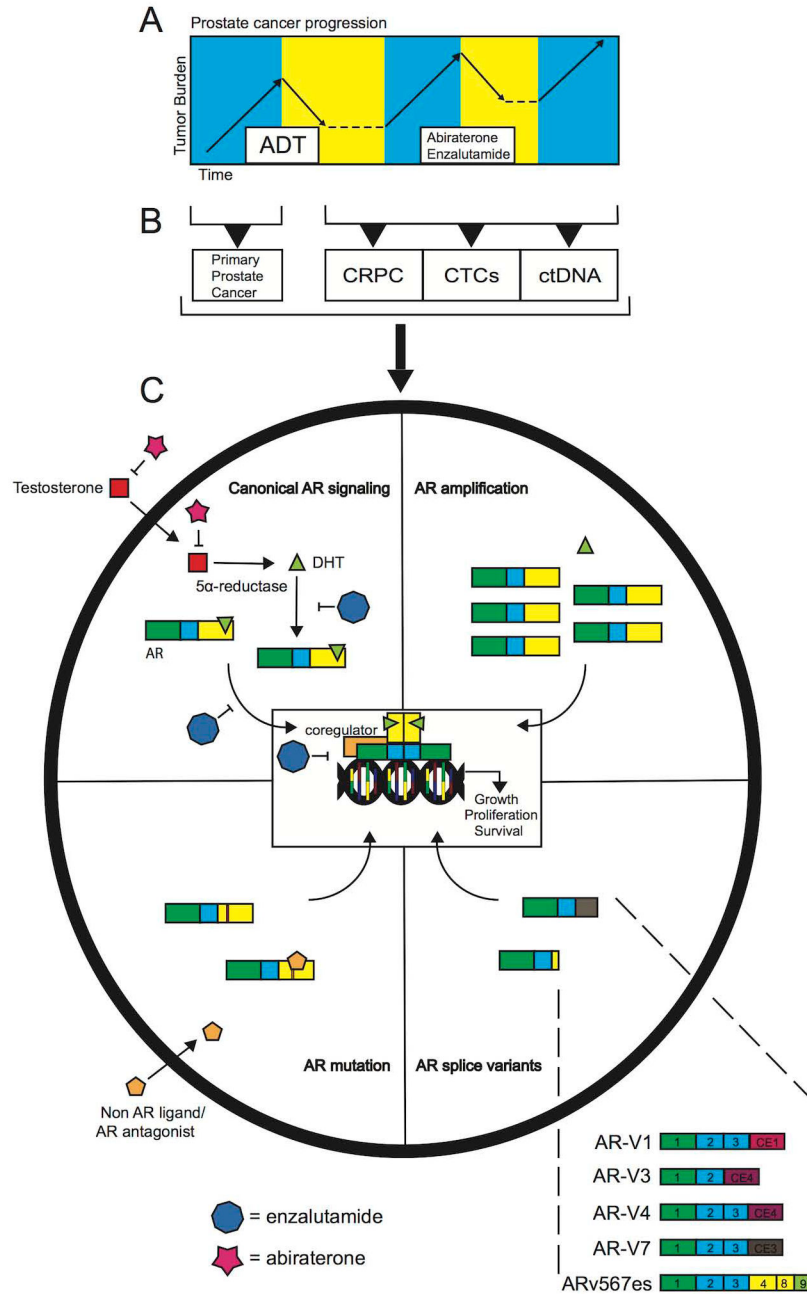 A
Prostate cancer progression
Tumor Burden
ADT
Abiraterone
Enzalutamide
Time
B
Primary
Prostate
Cancer
CRPC
CTCs
ctDNA
C
Testosterone
Canonical AR signaling
AR amplification
DHT
5α-reductase
AR
coregulator
Growth
Proliferation
Survival
AR mutation
AR splice variants
Non AR ligand/
AR antagonist
AR-V1 1 2 3 CE1
AR-V3 1 2 CE4
AR-V4 1 2 3 CE4
AR-V7 1 2 3 CE3
ARv567es 1 2 3 4 8 9
= enzalutamide
= abiraterone